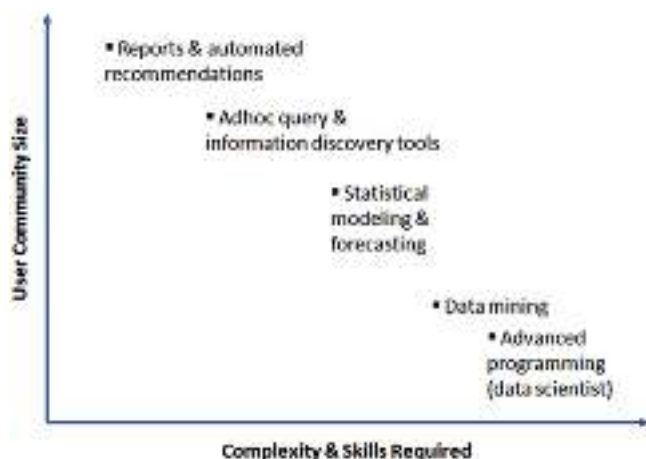 ▪ Reports & automated
recommendations
▪ Adhoc query &
information discovery tools
▪ Statistical
modeling &
forecasting
▪ Data mining
▪ Advanced
programming
(data scientist)
User Community Size
Complexity & Skills Required